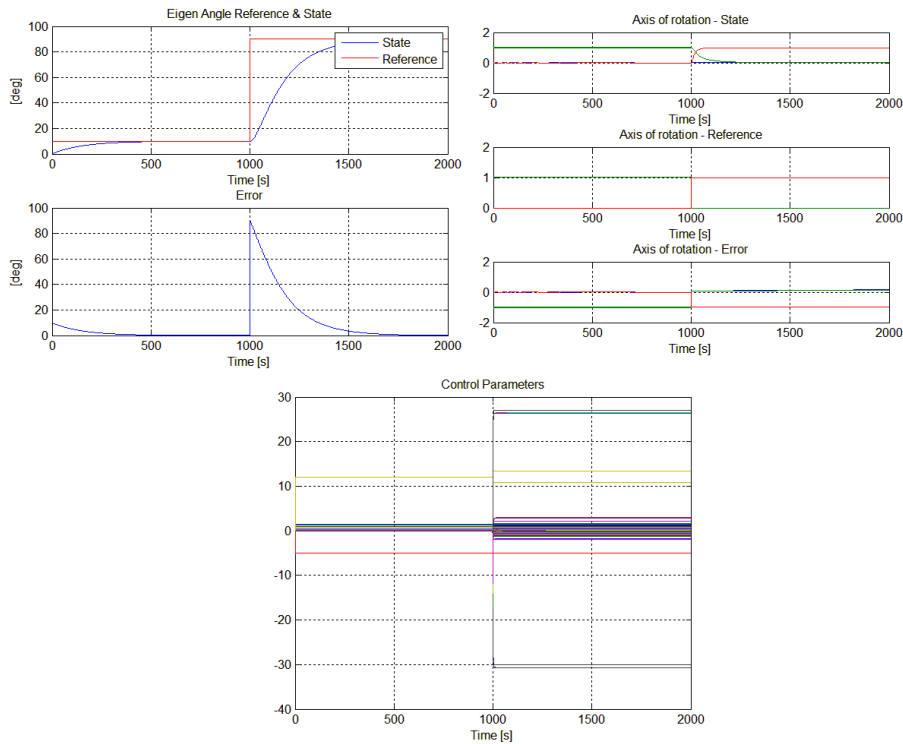 Eigen Angle Reference & State
[deg]
100
80
60
40
20
0
State
Reference
0 500 1000 1500 2000
Time [s]
Error
[deg]
100
80
60
40
20
0
0 500 1000 1500 2000
Time [s]
Axis of rotation - State
2
0
-2
0 500 1000 1500 2000
Time [s]
Axis of rotation - Reference
2
1
0
0 500 1000 1500 2000
Time [s]
Axis of rotation - Error
2
0
-2
0 500 1000 1500 2000
Time [s]
Control Parameters
30
20
10
0
-10
-20
-30
-40
0 500 1000 1500 2000
Time [s]